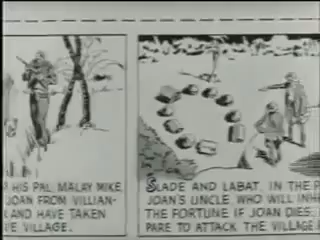 HIS PAL, MALAY MIKE,
JOAN FROM VILLIAN-
AND HAVE TAKEN
VILLAGE.
SLADE AND LABAT, IN THE P
JOAN'S UNCLE WHO WILL INH
THE FORTUNE IF JOAN DIES,
PARE TO ATTACK THE VILLAGE